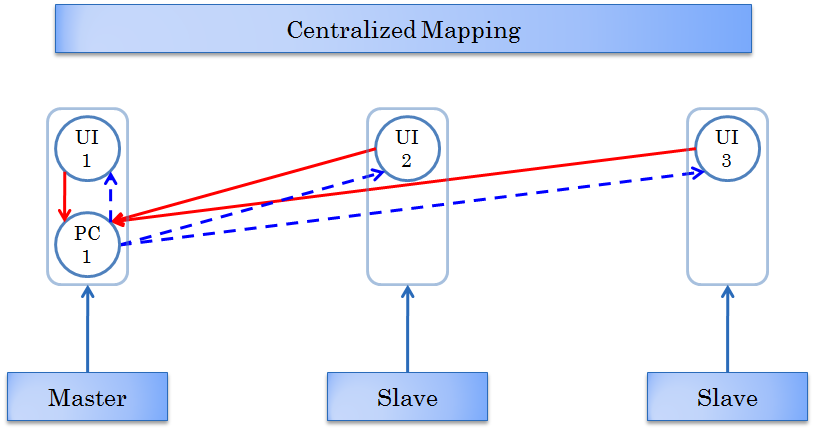 Centralized Mapping
UI
1
UI
2
UI
3
PC
1
Master
Slave
Slave